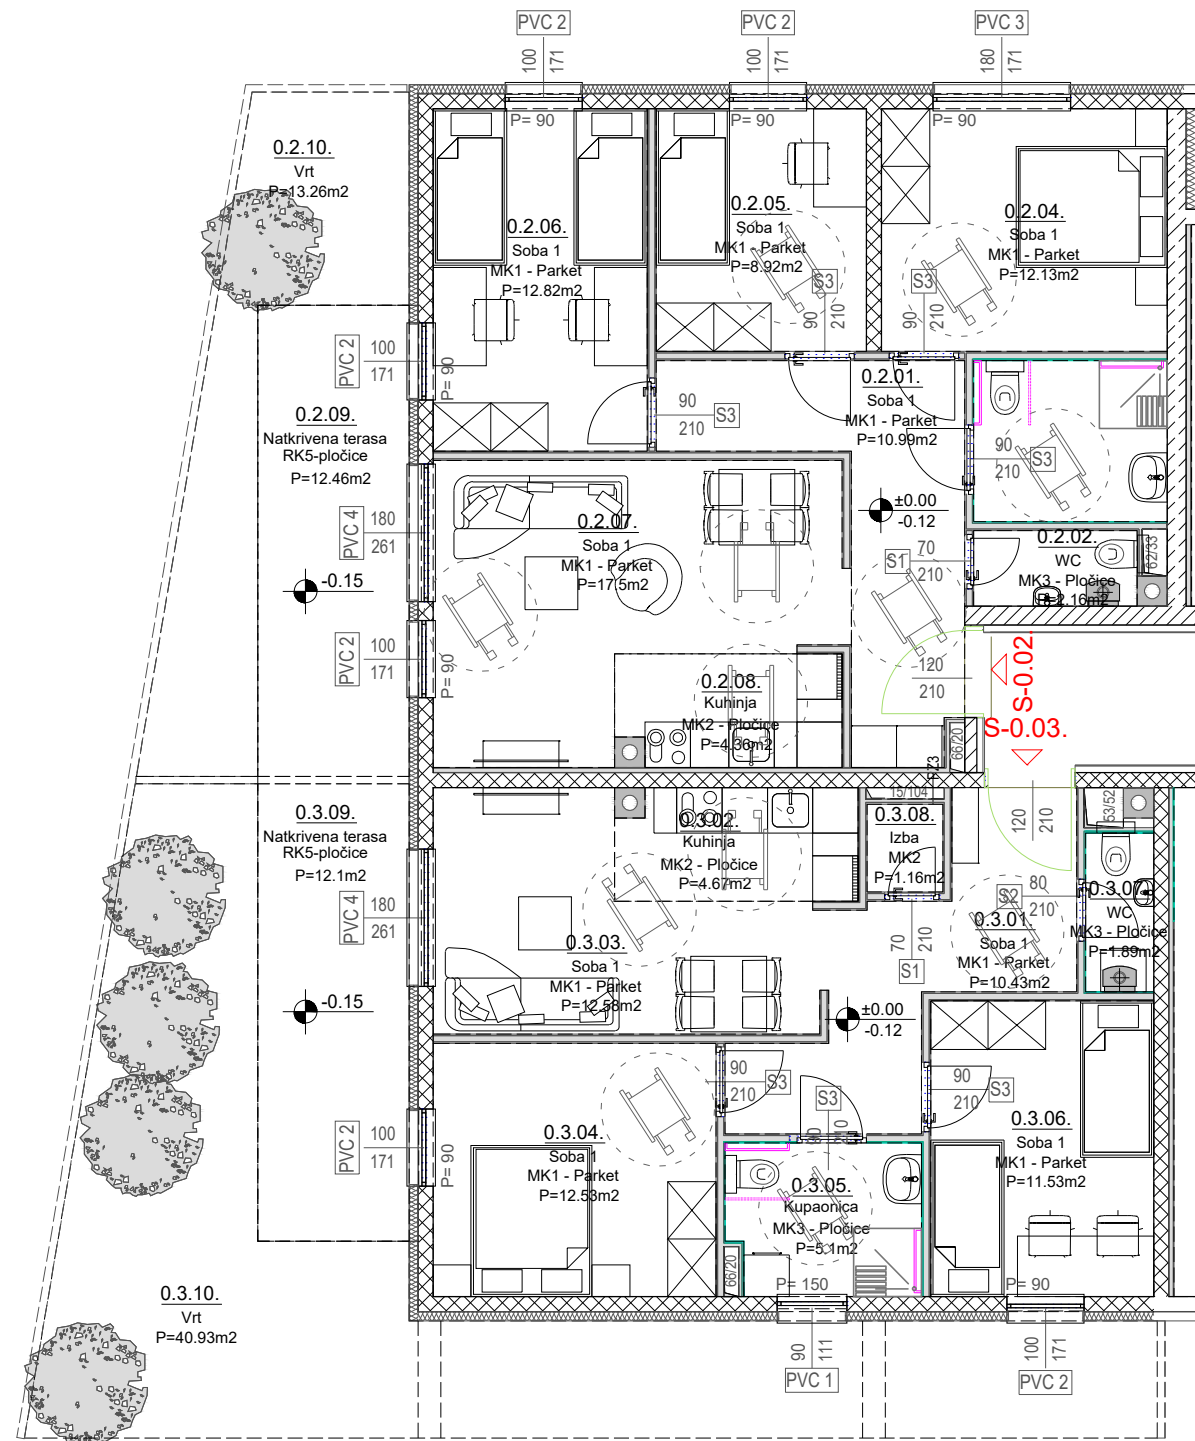 PVC 2
100
171
PVC 2
100
171
PVC 3
180
171
P= 90
P= 90
P= 90
0.2.10.
Vrt
P=13.26m2
0.2.06.
Soba 1
MK1 - Parket
P=12.82m2
0.2.05.
Soba 1
MK1 - Parket
P=8.92m2
0.2.04.
Soba 1
MK1 - Parket
P=12.13m2
S3
90
210
S3
90
210
PVC 2
100
171
P= 90
0.2.01.
Soba 1
MK1 - Parket
P=10.99m2
90
210
S3
0.2.09.
Natkrivena terasa
RK5-pločice
P=12.46m2
90
210
S3
PVC 4
180
261
0.2.07.
Soba 1
MK1 - Parket
P=17.5m2
±0.00
-0.12
0.2.02.
WC
MK3 - Pločice
P=2.16m2
62/33
S1
70
210
-0.15
PVC 2
100
171
P= 90
120
210
S-0.02.
S-0.03.
0.2.08.
Kuhinja
MK2 - Pločice
P=4.36m2
66/20
FZ3
15/104
0.3.09.
Natkrivena terasa
RK5-pločice
P=12.1m2
0.3.02.
Kuhinja
MK2 - Pločice
P=4.67m2
0.3.08.
Izba
MK2
P=1.16m2
120
210
53/52
S2
80
210
0.3.07.
WC
MK3 - Pločice
P=1.89m2
PVC 4
180
261
0.3.01.
Soba 1
MK1 - Parket
P=10.43m2
0.3.03.
Soba 1
MK1 - Parket
P=12.58m2
70
210
S1
-0.15
±0.00
-0.12
90
210
S3
S3
90
210
90
210
S3
PVC 2
100
171
P= 90
0.3.04.
Soba 1
MK1 - Parket
P=12.53m2
0.3.06.
Soba 1
MK1 - Parket
P=11.53m2
0.3.05.
Kupaonica
MK3 - Pločice
P=5.1m2
66/20
P= 150
P= 90
0.3.10.
Vrt
P=40.93m2
90
111
PVC 1
100
171
PVC 2